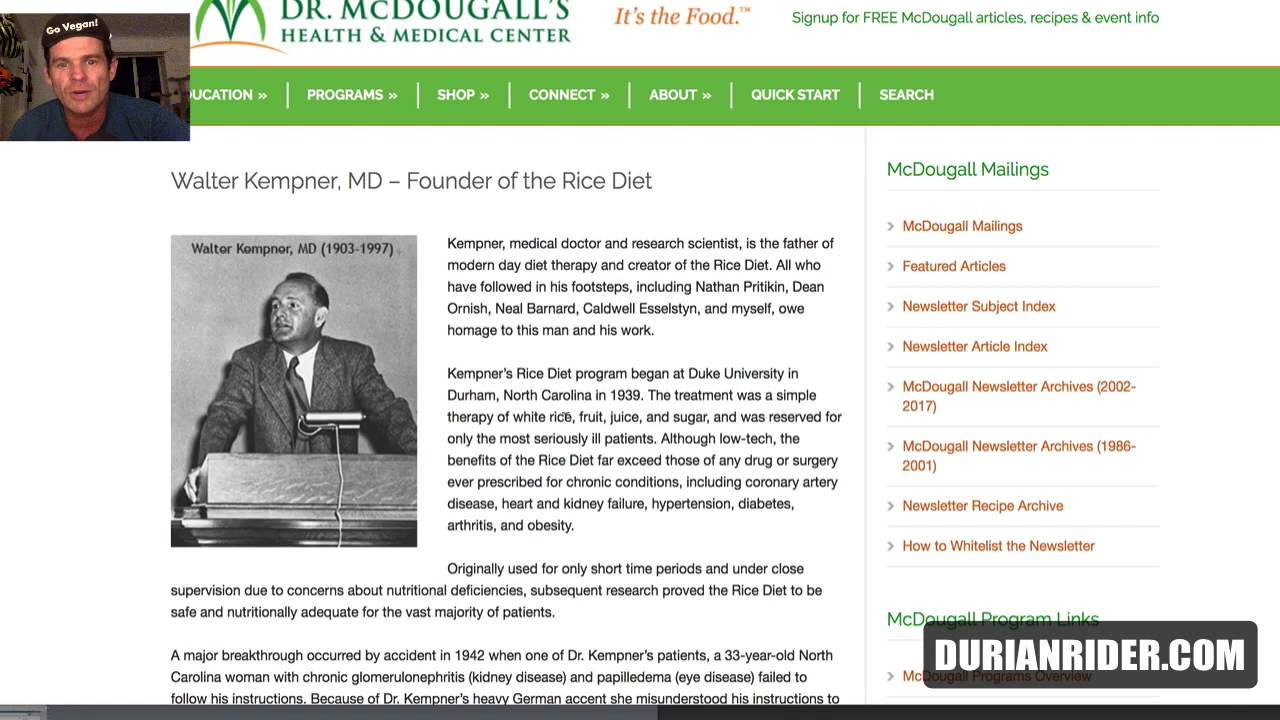 Go Vegan!
DR. MCDOUGALL'S
HEALTH & MEDICAL CENTER
It's the Food.™
Signup for FREE McDougall articles, recipes & event info
UCATION »
PROGRAMS »
SHOP »
CONNECT »
ABOUT »
QUICK START
SEARCH
Walter Kempner, MD – Founder of the Rice Diet
Walter Kempner, MD (1903-1997)
Kempner, medical doctor and research scientist, is the father of
modern day diet therapy and creator of the Rice Diet. All who
have followed in his footsteps, including Nathan Pritikin, Dean
Ornish, Neal Barnard, Caldwell Esselstyn, and myself, owe
homage to this man and his work.
Kempner's Rice Diet program began at Duke University in
Durham, North Carolina in 1939. The treatment was a simple
therapy of white rice, fruit, juice, and sugar, and was reserved for
only the most seriously ill patients. Although low-tech, the
benefits of the Rice Diet far exceed those of any drug or surgery
ever prescribed for chronic conditions, including coronary artery
disease, heart and kidney failure, hypertension, diabetes,
arthritis, and obesity.
Originally used for only short time periods and under close
supervision due to concerns about nutritional deficiencies, subsequent research proved the Rice Diet to be
safe and nutritionally adequate for the vast majority of patients.
A major breakthrough occurred by accident in 1942 when one of Dr. Kempner's patients, a 33-year-old North
Carolina woman with chronic glomerulonephritis (kidney disease) and papilledema (eye disease) failed to
follow his instructions. Because of Dr. Kempner's heavy German accent she misunderstood his instructions to
McDougall Mailings
McDougall Mailings
Featured Articles
Newsletter Subject Index
Newsletter Article Index
McDougall Newsletter Archives (2002-
2017)
McDougall Newsletter Archives (1986-
2001)
Newsletter Recipe Archive
How to Whitelist the Newsletter
McDougall Program Links
McDougall Programs Overview
DURIANRIDER.COM